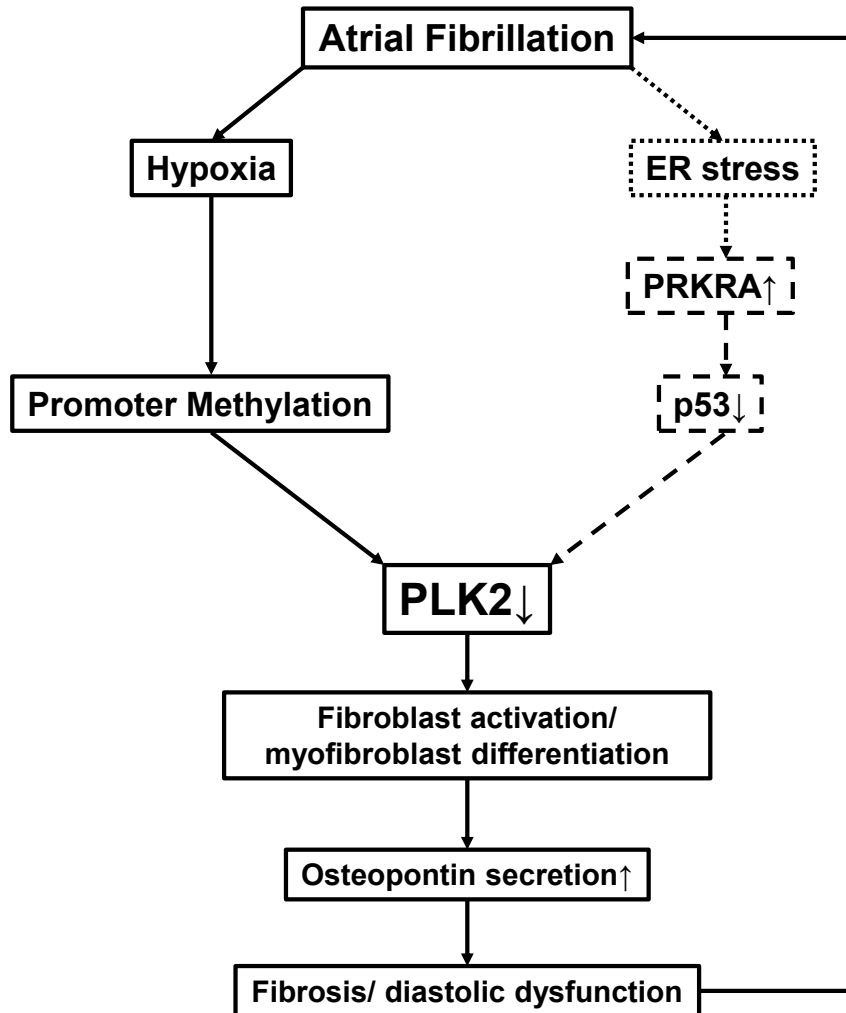 Atrial Fibrillation
Hypoxia
ER stress
PRKRA↑
Promoter Methylation
p53↓
PLK2↓
Fibroblast activation/
myofibroblast differentiation
Osteopontin secretion↑
Fibrosis/ diastolic dysfunction